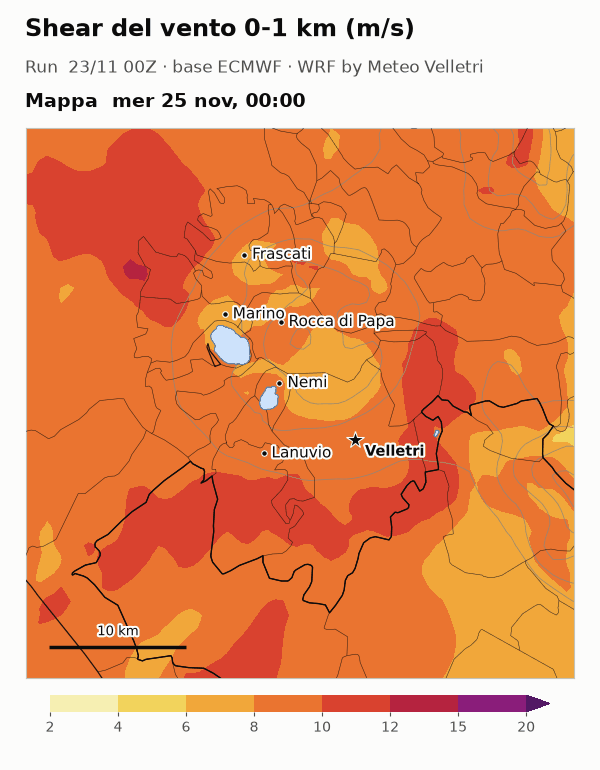 Shear del vento 0-1 km (m/s)
Run  23/11 00Z · base ECMWF · WRF by Meteo Velletri
Mappa  mer 25 nov, 00:00
Frascati
Marino
Rocca di Papa
Nemi
Velletri
Lanuvio
10 km
2 4 6 8 10 12 15 20